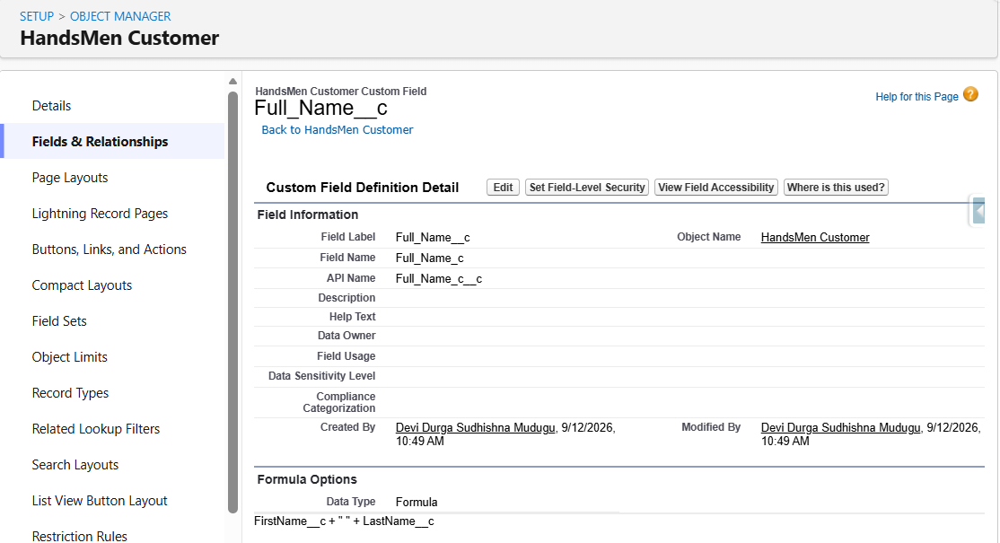 SETUP > OBJECT MANAGER
HandsMen Customer
Details
Fields & Relationships
Page Layouts
Lightning Record Pages
Buttons, Links, and Actions
Compact Layouts
Field Sets
Object Limits
Record Types
Related Lookup Filters
Search Layouts
List View Button Layout
Restriction Rules
HandsMen Customer Custom Field
Full_Name__c
Back to HandsMen Customer
Help for this Page ?
Custom Field Definition Detail Edit Set Field-Level Security View Field Accessibility Where is this used?
Field Information
Field Label Full_Name__c Object Name HandsMen Customer
Field Name Full_Name_c
API Name Full_Name_c__c
Description
Help Text
Data Owner
Field Usage
Data Sensitivity Level
Compliance
Categorization
Created By Devi Durga Sudhishna Mudugu, 9/12/2026, Modified By Devi Durga Sudhishna Mudugu, 9/12/2026,
10:49 AM 10:49 AM
Formula Options
Data Type Formula
FirstName__c + " " + LastName__c